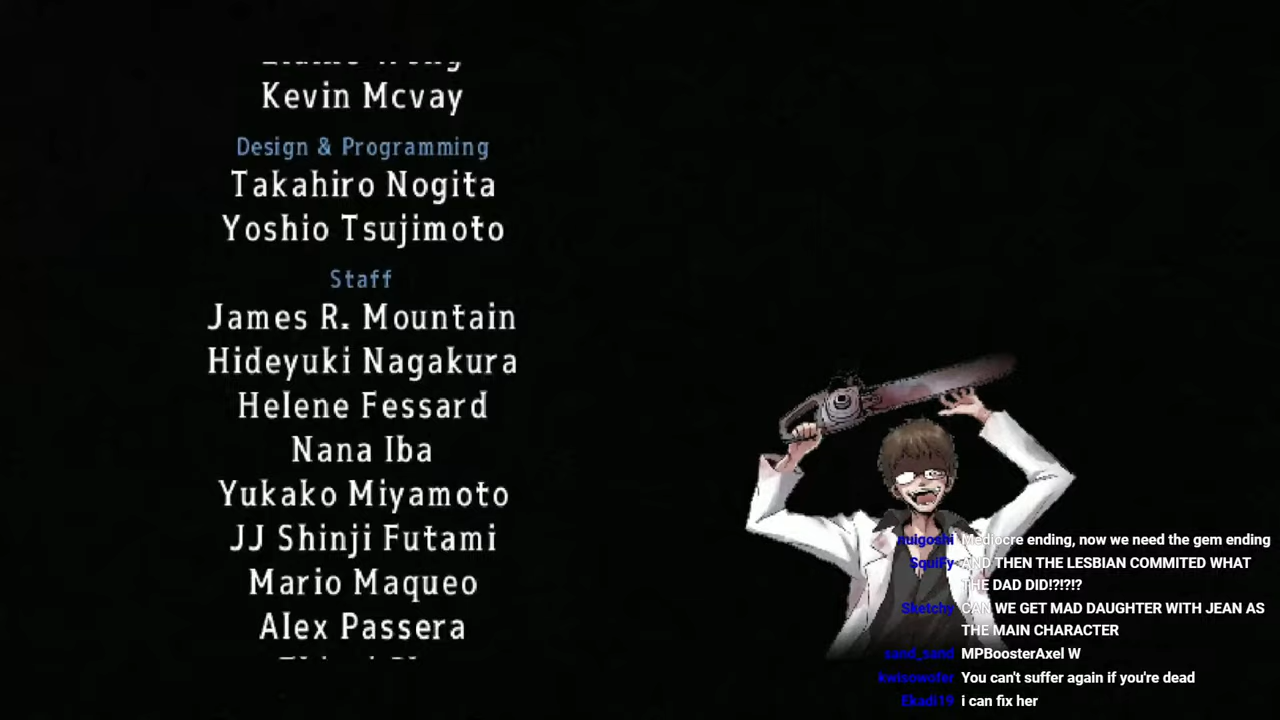 Kevin Mcvay
Design & Programming
Takahiro Nogita
Yoshio Tsujimoto
Staff
James R. Mountain
Hideyuki Nagakura
Helene Fessard
Nana Iba
Yukako Miyamoto
JJ Shinji Futami
Mario Maqueo
Alex Passera
nuigoshi Mediocre ending, now we need the gem ending
SquiFy AND THEN THE LESBIAN COMMITED WHAT
THE DAD DID!?!?!?
Sketchy CAN WE GET MAD DAUGHTER WITH JEAN AS
THE MAIN CHARACTER
sand_sand MPBoosterAxel W
kwisowofer You can't suffer again if you're dead
Ekadi19 i can fix her